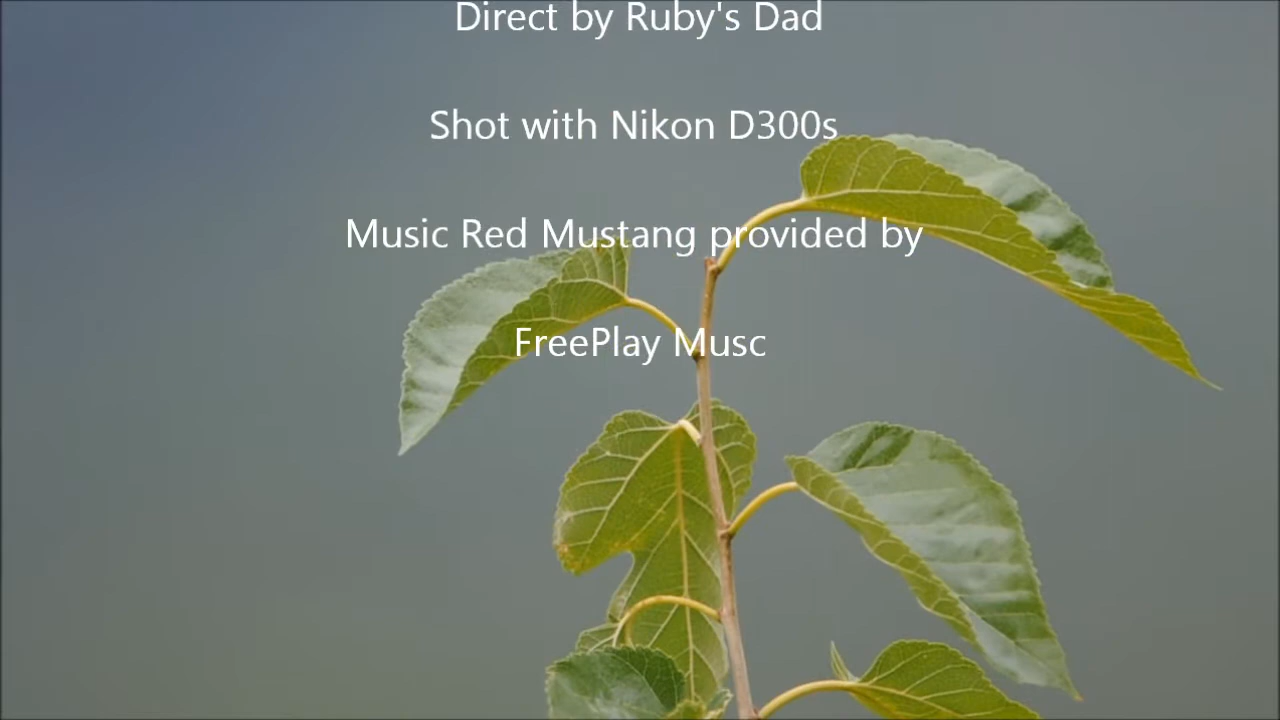 Direct by Ruby's Dad
Shot with Nikon D300s
Music Red Mustang provided by
FreePlay Musc